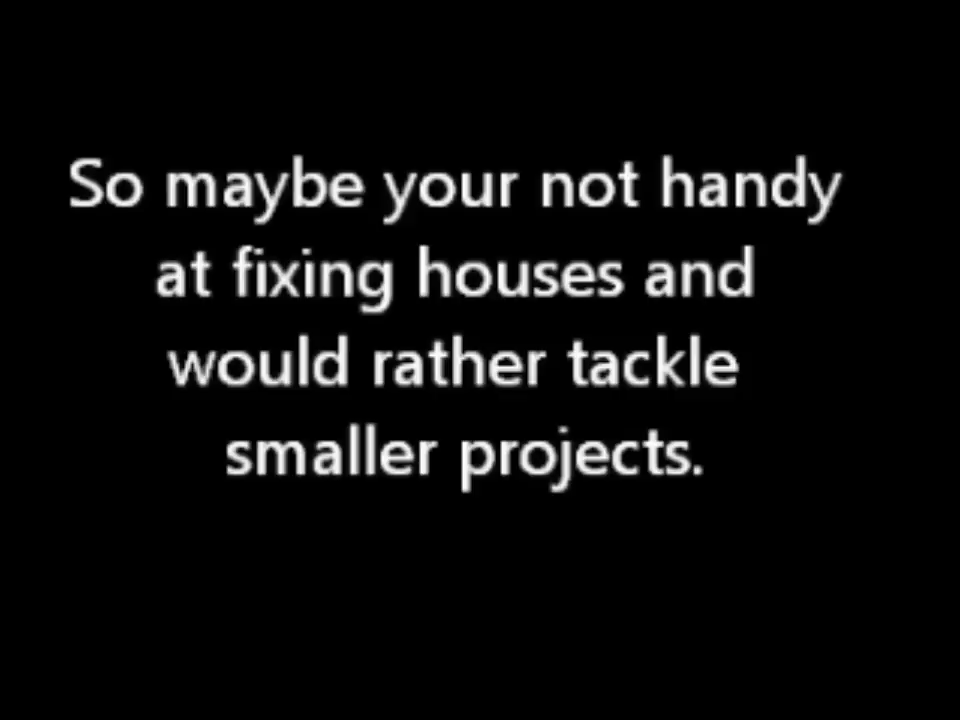 So maybe your not handy
at fixing houses and
would rather tackle
smaller projects.